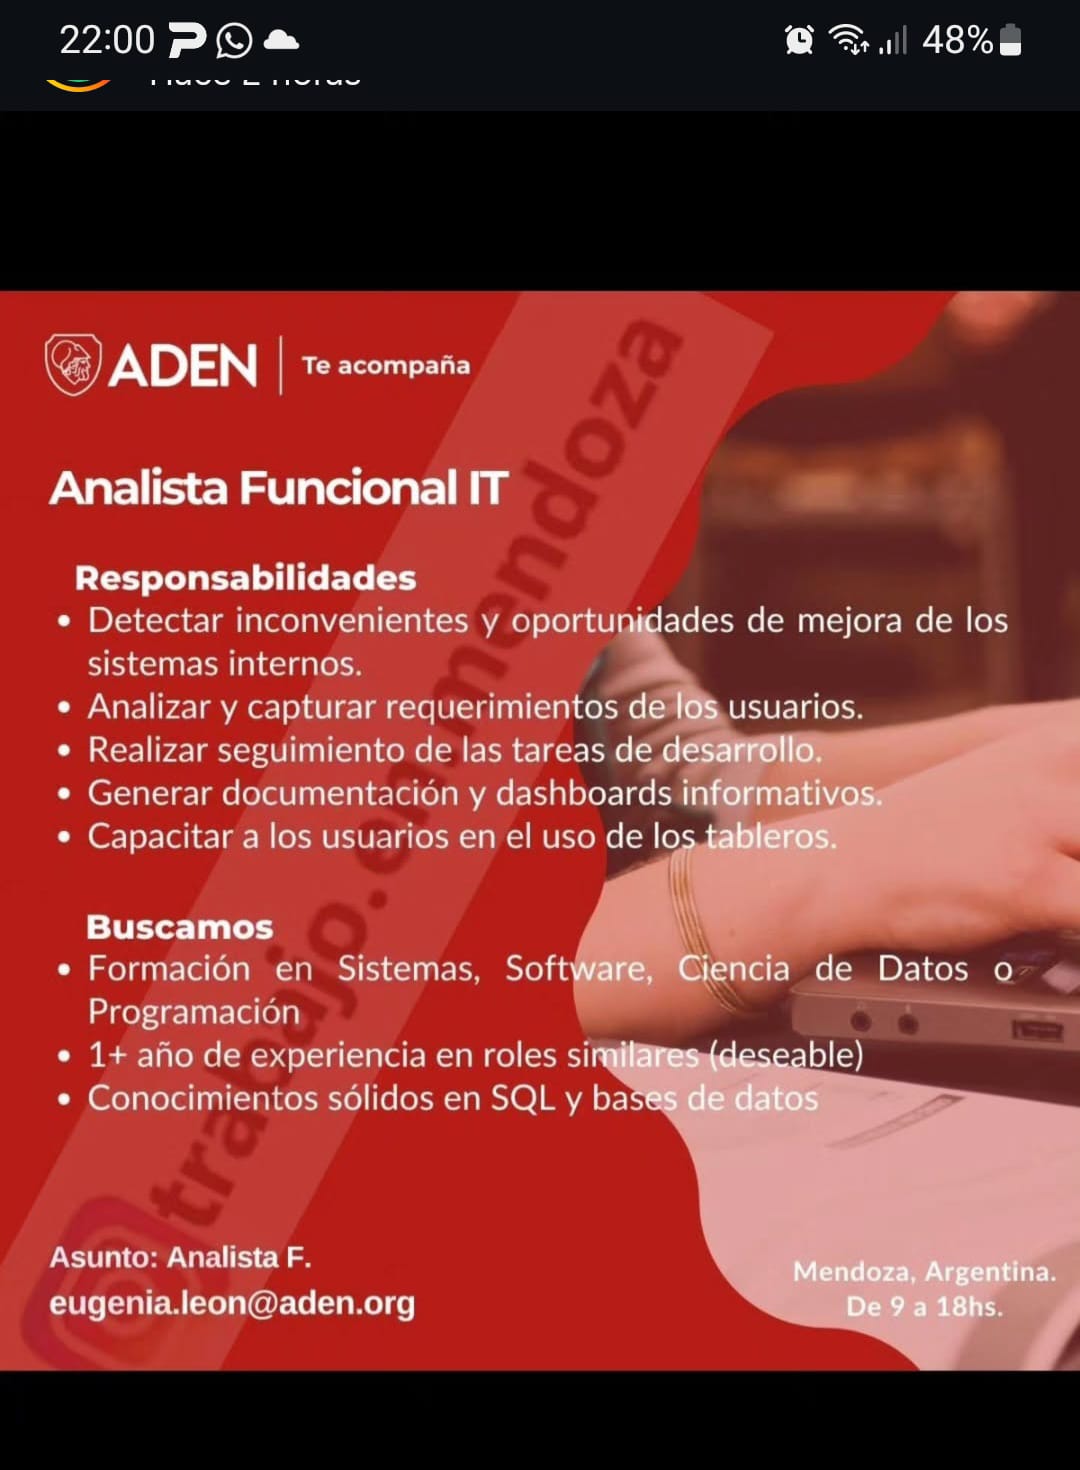 22:00
48%
ADEN
Te acompaña
Analista Funcional IT
Responsabilidades
• Detectar inconvenientes y oportunidades de mejora de los
sistemas internos.
• Analizar y capturar requerimientos de los usuarios.
• Realizar seguimiento de las tareas de desarrollo.
• Generar documentación y dashboards informativos.
• Capacitar a los usuarios en el uso de los tableros.
Buscamos
• Formación en Sistemas, Software, Ciencia de Datos o
Programación
• 1+ año de experiencia en roles similares (deseable)
• Conocimientos sólidos en SQL y bases de datos
trabajo.en.mendoza
Asunto: Analista F.
eugenia.leon@aden.org
Mendoza, Argentina.
De 9 a 18hs.